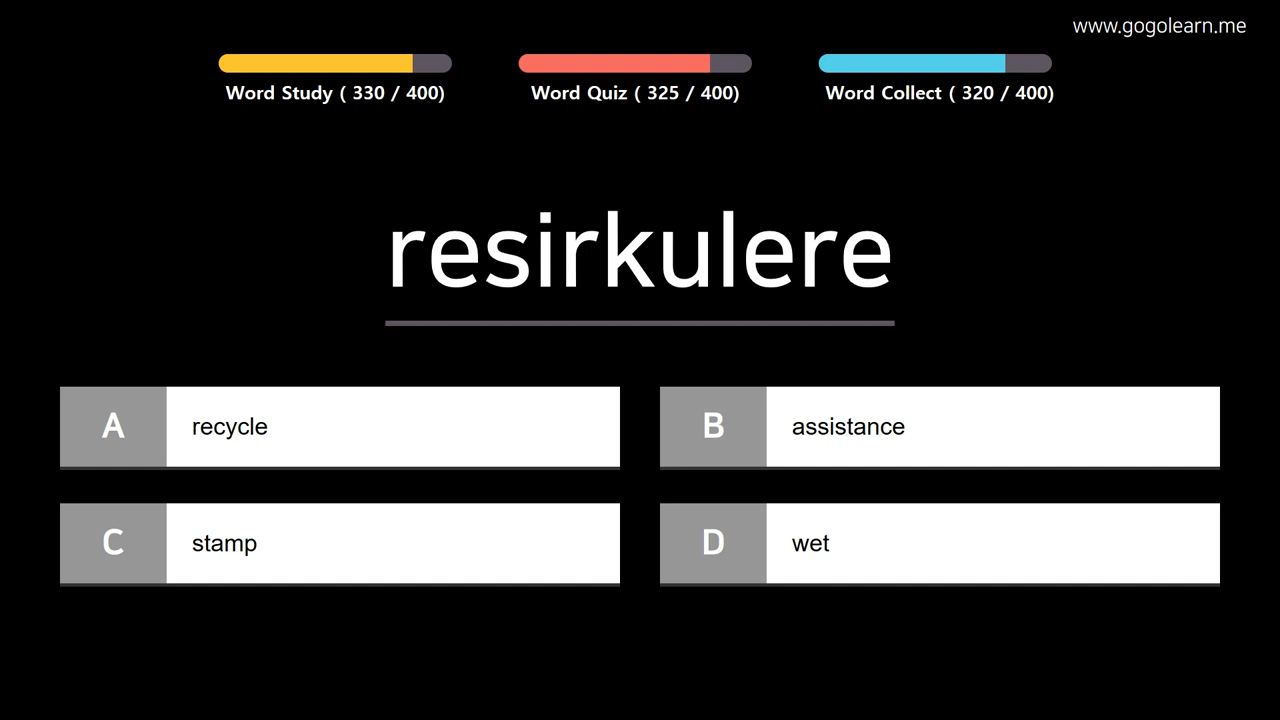 www.gogolearn.me
Word Study ( 330 / 400)
Word Quiz ( 325 / 400)
Word Collect ( 320 / 400)
resirkulere
A recycle
B assistance
C stamp
D wet